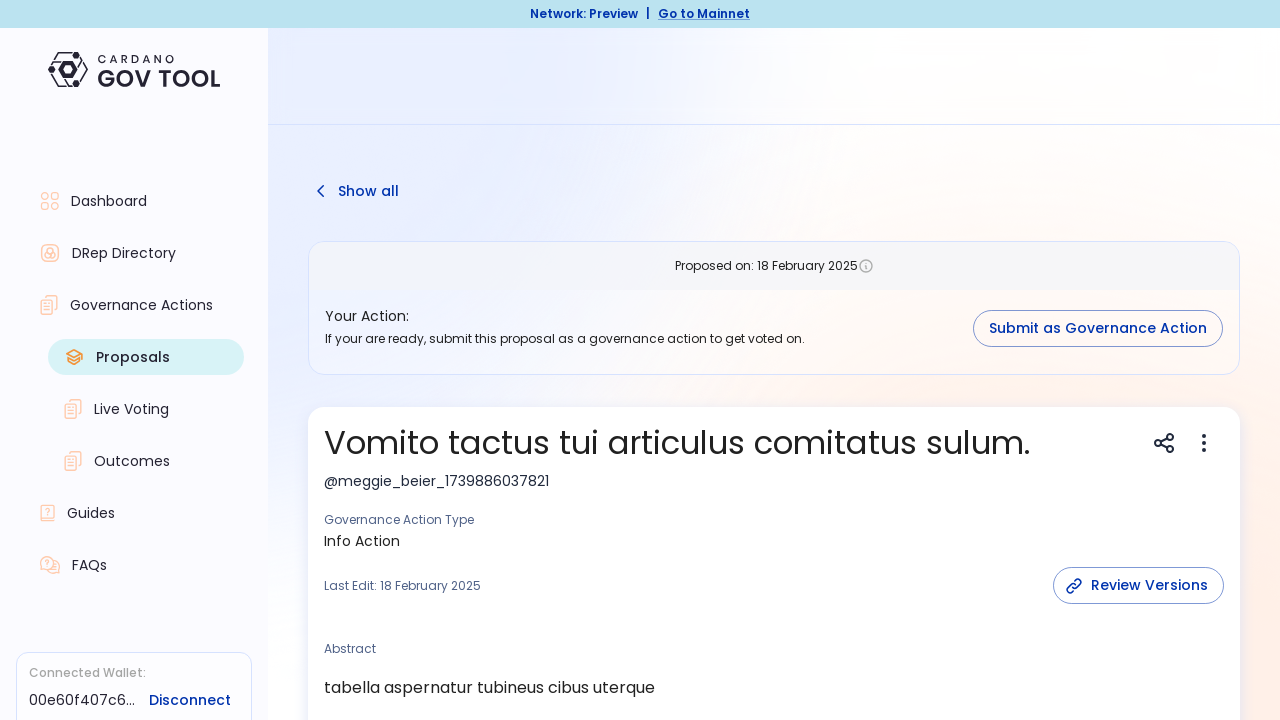 Network: Preview | Go to Mainnet
CARDANO
GOV TOOL
Dashboard
DRep Directory
Governance Actions
Proposals
Live Voting
Outcomes
Guides
FAQs
Connected Wallet:
00e60f407c6... Disconnect
Show all
Proposed on: 18 February 2025
Your Action:
If your are ready, submit this proposal as a governance action to get voted on.
Submit as Governance Action
Vomito tactus tui articulus comitatus sulum.
@meggie_beier_1739886037821
Governance Action Type
Info Action
Last Edit: 18 February 2025
Review Versions
Abstract
tabella aspernatur tubineus cibus uterque